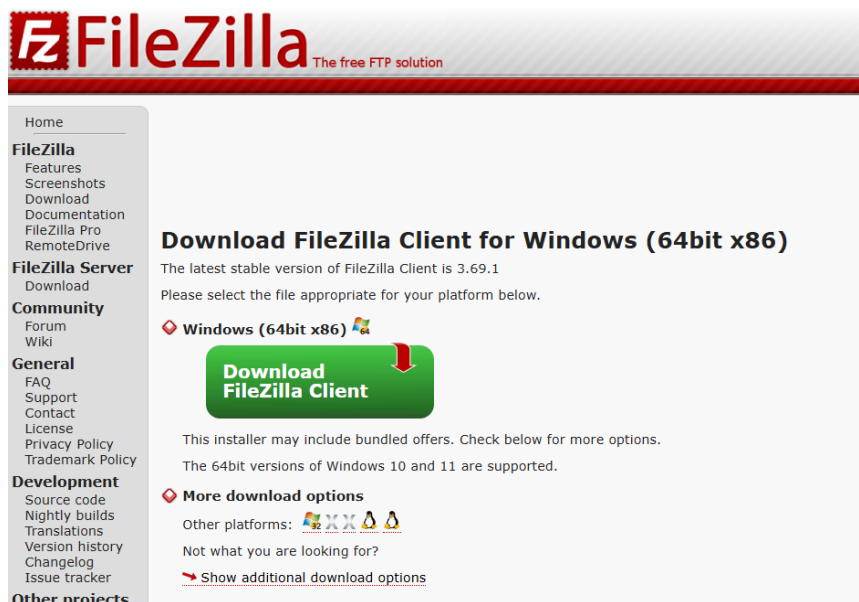 Fz FileZilla The free FTP solution
Home
FileZilla
Features
Screenshots
Download
Documentation
FileZilla Pro
RemoteDrive
FileZilla Server
Download
Community
Forum
Wiki
General
FAQ
Support
Contact
License
Privacy Policy
Trademark Policy
Development
Source code
Nightly builds
Translations
Version history
Changelog
Issue tracker
Other projects
Download FileZilla Client for Windows (64bit x86)
The latest stable version of FileZilla Client is 3.69.1
Please select the file appropriate for your platform below.
Windows (64bit x86) 64
Download
FileZilla Client
This installer may include bundled offers. Check below for more options.
The 64bit versions of Windows 10 and 11 are supported.
More download options
Other platforms: 32
Not what you are looking for?
Show additional download options